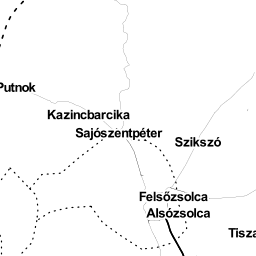 Putnok
Kazincbarcika
Sajószentpéter
Szikszó
Felsőzsolca
Alsózsolca
Tisza